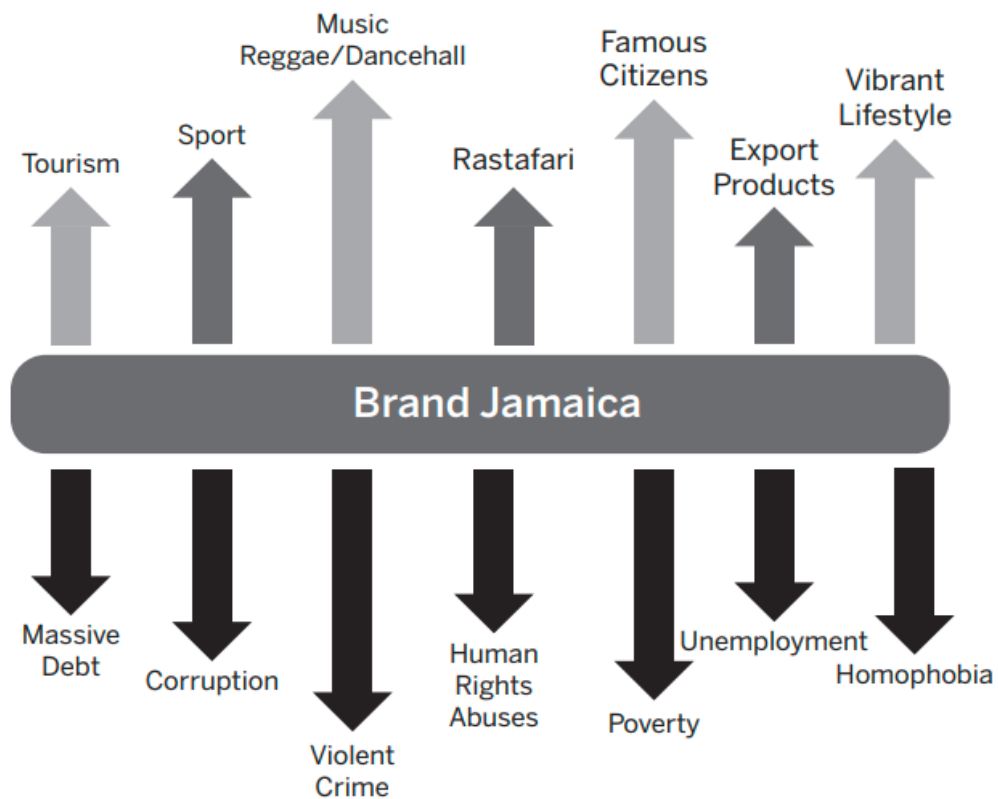 Music
Reggae/Dancehall
Famous
Citizens
Vibrant
Lifestyle
Sport
Tourism
Rastafari
Export
Products
Brand Jamaica
Massive
Debt
Corruption
Violent
Crime
Human
Rights
Abuses
Poverty
Unemployment
Homophobia